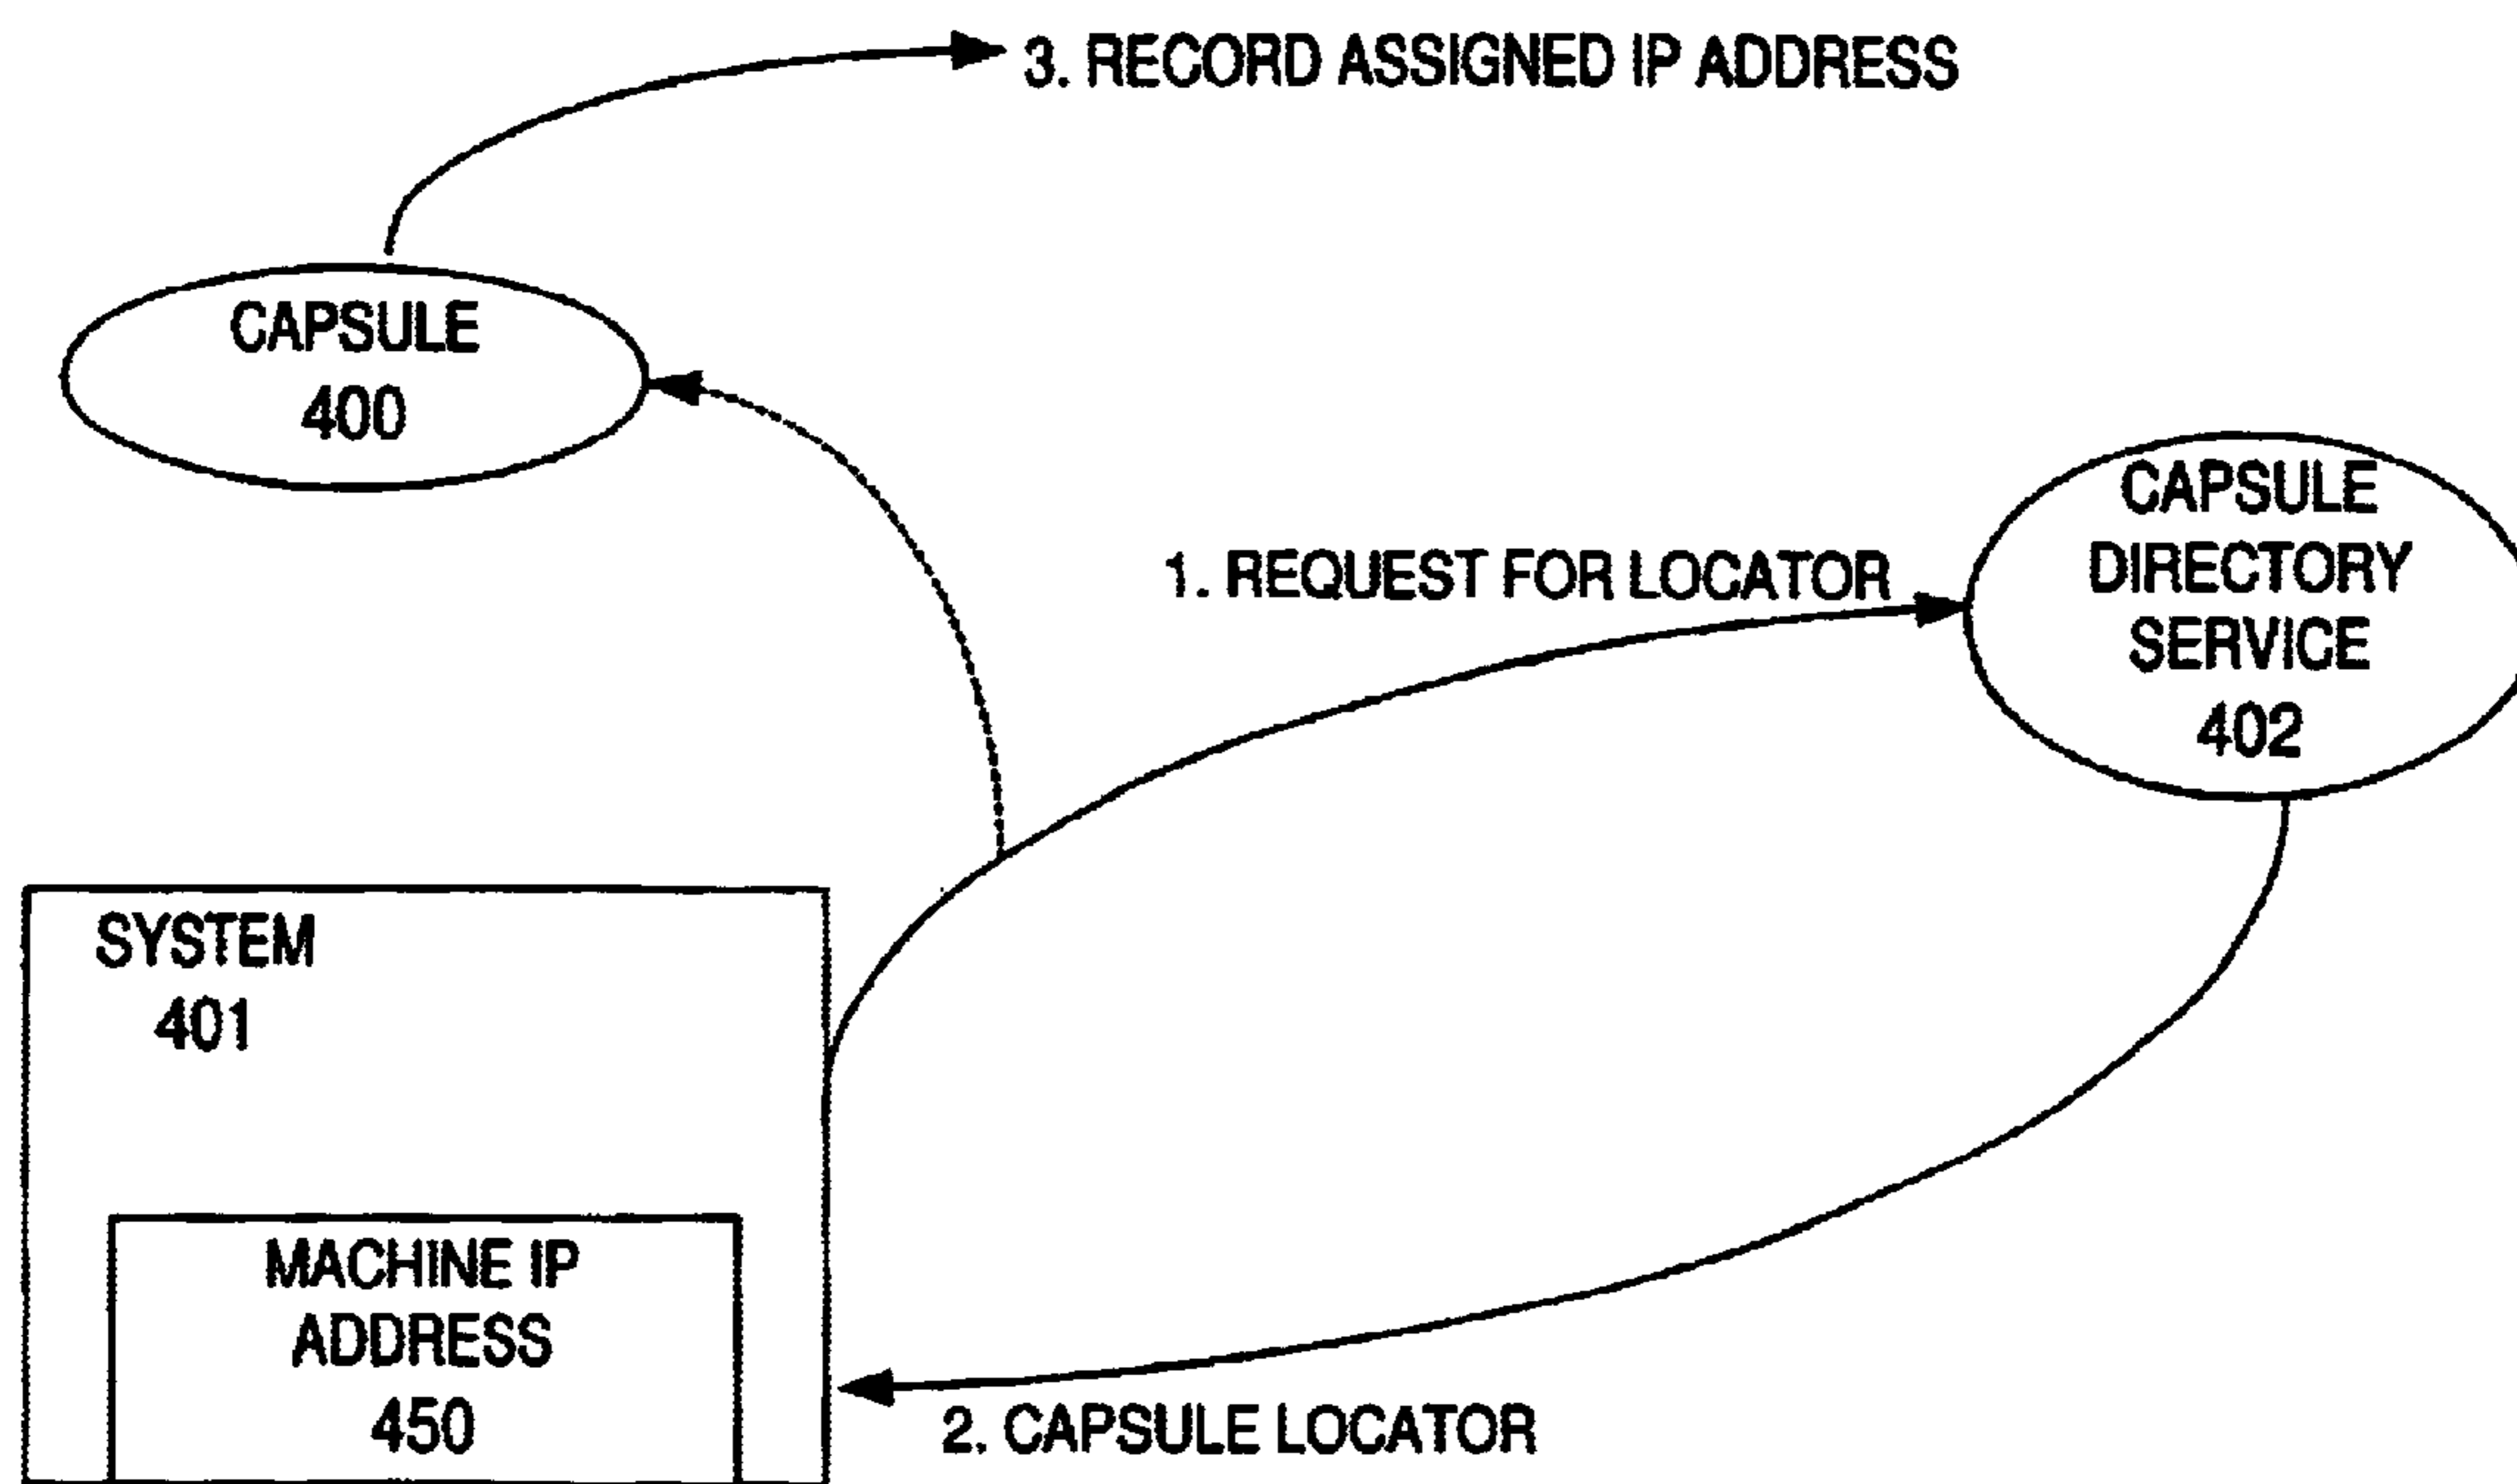 3. RECORD ASSIGNED IP ADDRESS
CAPSULE
400
CAPSULE
DIRECTORY
SERVICE
402
1. REQUEST FOR LOCATOR
SYSTEM
401
MACHINE IP
ADDRESS
450
2. CAPSULE LOCATOR